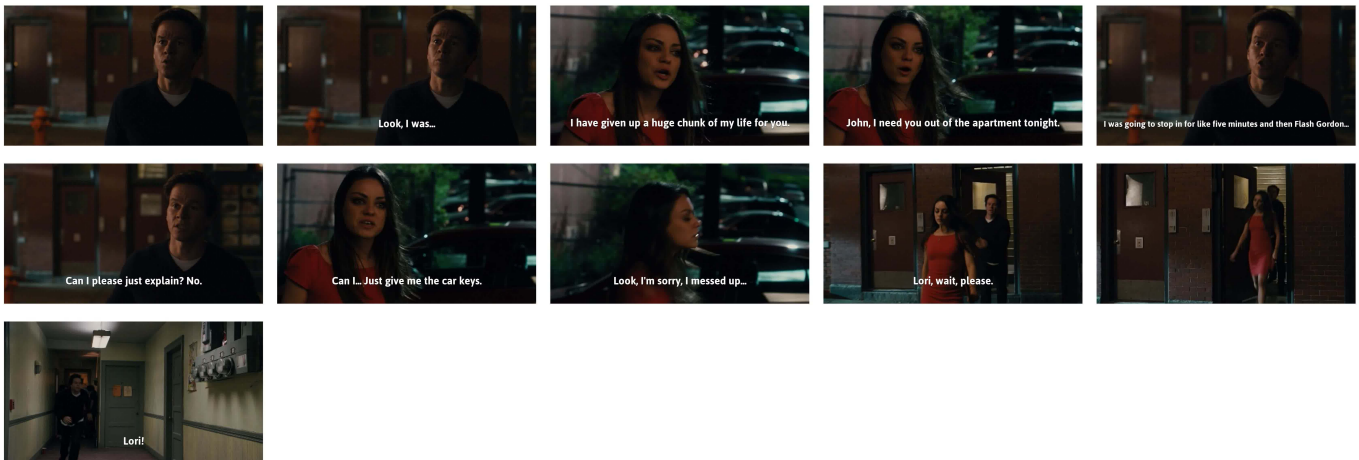 Look, I was...
I have given up a huge chunk of my life for you.
John, I need you out of the apartment tonight.
I was going to stop in for like five minutes and then Flash Gordon...
Can I please just explain? No.
Can I... Just give me the car keys.
Look, I'm sorry, I messed up...
Lori, wait, please.
Lori!